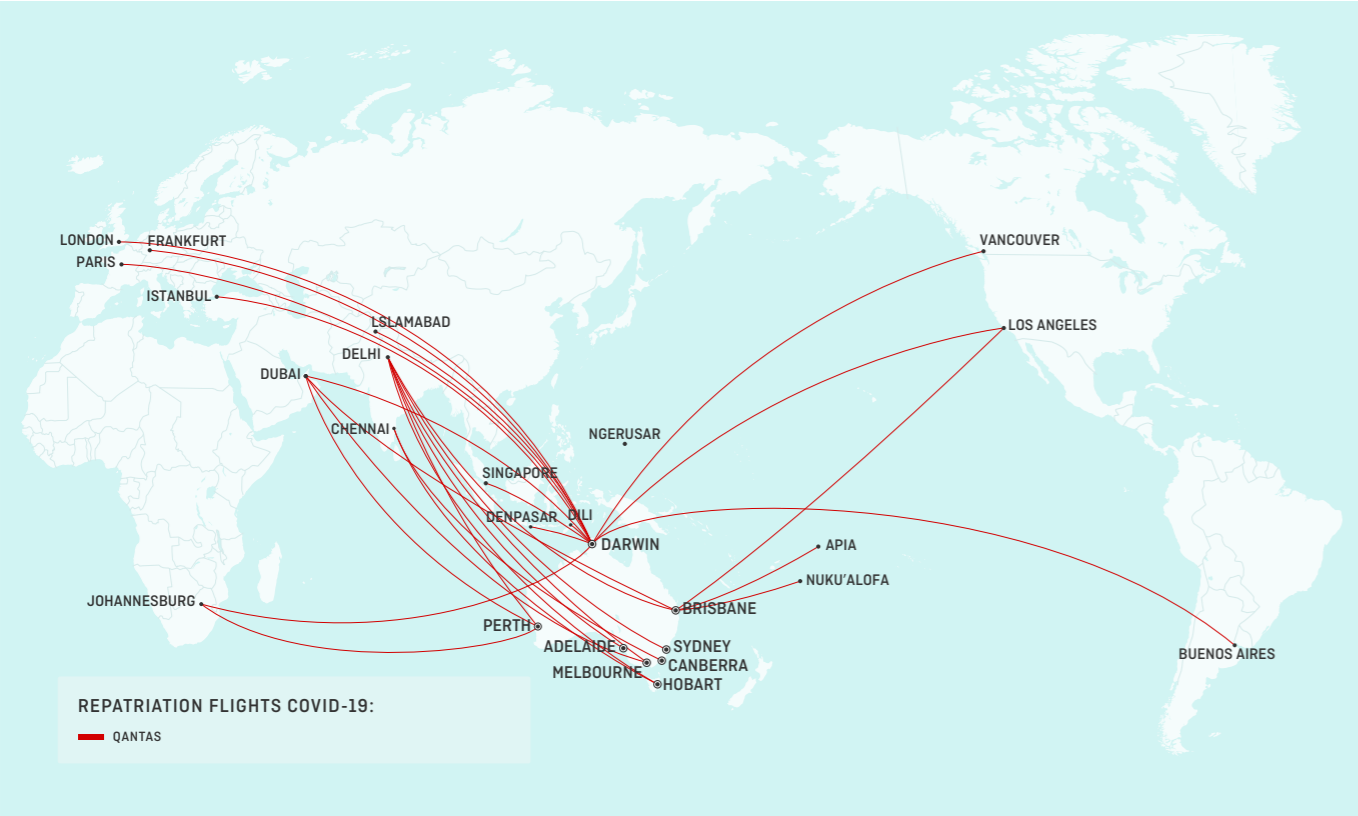 LONDON
FRANKFURT
PARIS
ISTANBUL
LSLAMABAD
DELHI
DUBAI
CHENNAI
VANCOUVER
LOS ANGELES
NGERUSAR
SINGAPORE
DENPASAR
DILI
DARWIN
APIA
NUKU'ALOFA
JOHANNESBURG
BRISBANE
PERTH
ADELAIDE
SYDNEY
MELBOURNE
CANBERRA
HOBART
BUENOS AIRES
REPATRIATION FLIGHTS COVID-19:
QANTAS